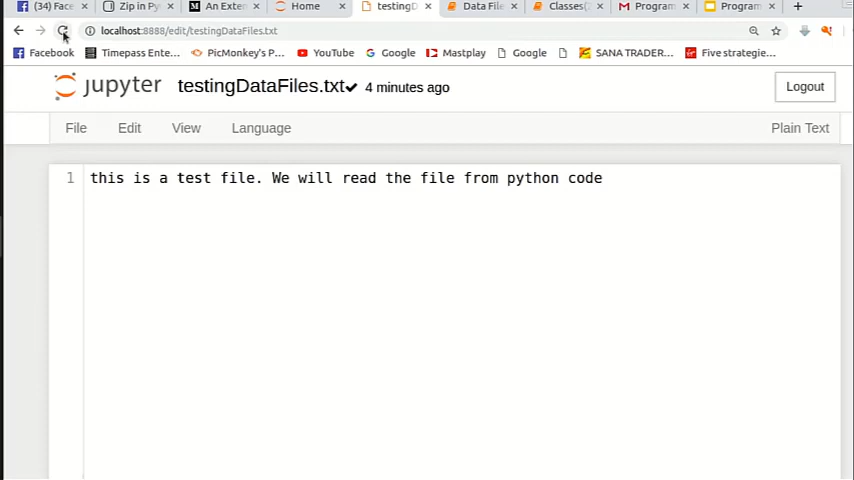 (34) Face
Zip in Py
An Exten
Home
testingD
Data File
Classes(2
Program
Program
localhost:8888/edit/testingDataFiles.txt
Facebook
Timepass Ente...
PicMonkey's P...
YouTube
Google
Mastplay
Google
SANA TRADER...
Five strategie...
jupyter testingDataFiles.txt 4 minutes ago Logout
File Edit View Language Plain Text
1 this is a test file. We will read the file from python code